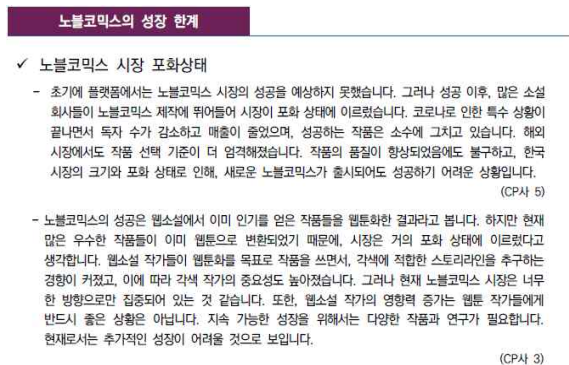 노블코믹스의 성장 한계
✓ 노블코믹스 시장 포화상태
- 초기에 플랫폼에서는 노블코믹스 시장의 성공을 예상하지 못했습니다. 그러나 성공 이후, 많은 소설
회사들이 노블코믹스 제작에 뛰어들어 시장이 포화 상태에 이르렀습니다. 코로나로 인한 특수 상황이
끝나면서 독자 수가 감소하고 매출이 줄었으며, 성공하는 작품은 소수에 그치고 있습니다. 해외
시장에서도 작품 선택 기준이 더 엄격해졌습니다. 작품의 품질이 향상되었음에도 불구하고, 한국
시장의 크기와 포화 상태로 인해, 새로운 노블코믹스가 출시되어도 성공하기 어려운 상황입니다.
(CP사 5)
- 노블코믹스의 성공은 웹소설에서 이미 인기를 얻은 작품들을 웹툰화한 결과라고 봅니다. 하지만 현재
많은 우수한 작품들이 이미 웹툰으로 변환되었기 때문에, 시장은 거의 포화 상태에 이르렀다고
생각합니다. 웹소설 작가들이 웹툰화를 목표로 작품을 쓰면서, 각색에 적합한 스토리라인을 추구하는
경향이 커졌고, 이에 따라 각색 작가의 중요성도 높아졌습니다. 그러나 현재 노블코믹스 시장은 너무
한 방향으로만 집중되어 있는 것 같습니다. 또한, 웹소설 작가의 영향력 증가는 웹툰 작가들에게
반드시 좋은 상황은 아닙니다. 지속 가능한 성장을 위해서는 다양한 작품과 연구가 필요합니다.
현재로서는 추가적인 성장이 어려울 것으로 보입니다.
(CP사 3)